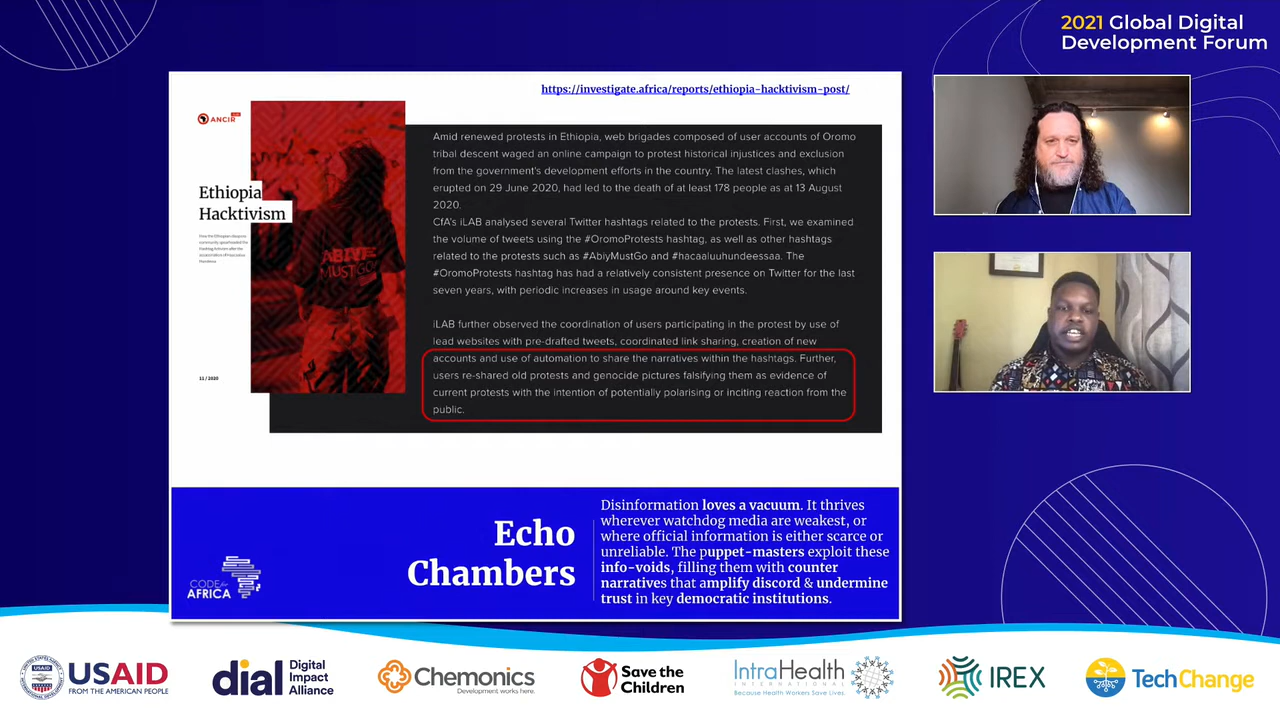 2021 Global Digital
Development Forum
https://investigate.africa/reports/ethiopia-hacktivism-post/
ANCIR
Ethiopia
Hacktivism
How the Ethiopian diaspora
community spearheaded the
Hashtag Activism after the
assassination of
Hundessa
11 / 2020
ABIY
MUST GO
Amid renewed protests in Ethiopia, web brigades composed of user accounts of Oromo
tribal descent waged an online campaign to protest historical injustices and exclusion
from the government's development efforts in the country. The latest clashes, which
erupted on 29 June 2020, had led to the death of at least 178 people as at 13 August
2020.
CfA's iLAB analysed several Twitter hashtags related to the protests. First, we examined
the volume of tweets using the #OromoProtests hashtag, as well as other hashtags
related to the protests such as #AbiyMustGo and #hacaaluuhundeessaa. The
#OromoProtests hashtag has had a relatively consistent presence on Twitter for the last
seven years, with periodic increases in usage around key events.
iLAB further observed the coordination of users participating in the protest by use of
lead websites with pre-drafted tweets, coordinated link sharing, creation of new
accounts and use of automation to share the narratives within the hashtags. Further,
users re-shared old protests and genocide pictures falsifying them as evidence of
current protests with the intention of potentially polarising or inciting reaction from the
public.
CODE for
AFRICA
Echo
Chambers
Disinformation loves a vacuum. It thrives
wherever watchdog media are weakest, or
where official information is either scarce or
unreliable. The puppet-masters exploit these
info-voids, filling them with counter
narratives that amplify discord & undermine
trust in key democratic institutions.
USAID
FROM THE AMERICAN PEOPLE
dial Digital
Impact
Alliance
Chemonics
Development works here.
Save the
Children
IntraHealth
INTERNATIONAL
Because Health Workers Save Lives.
IREX
TechChange